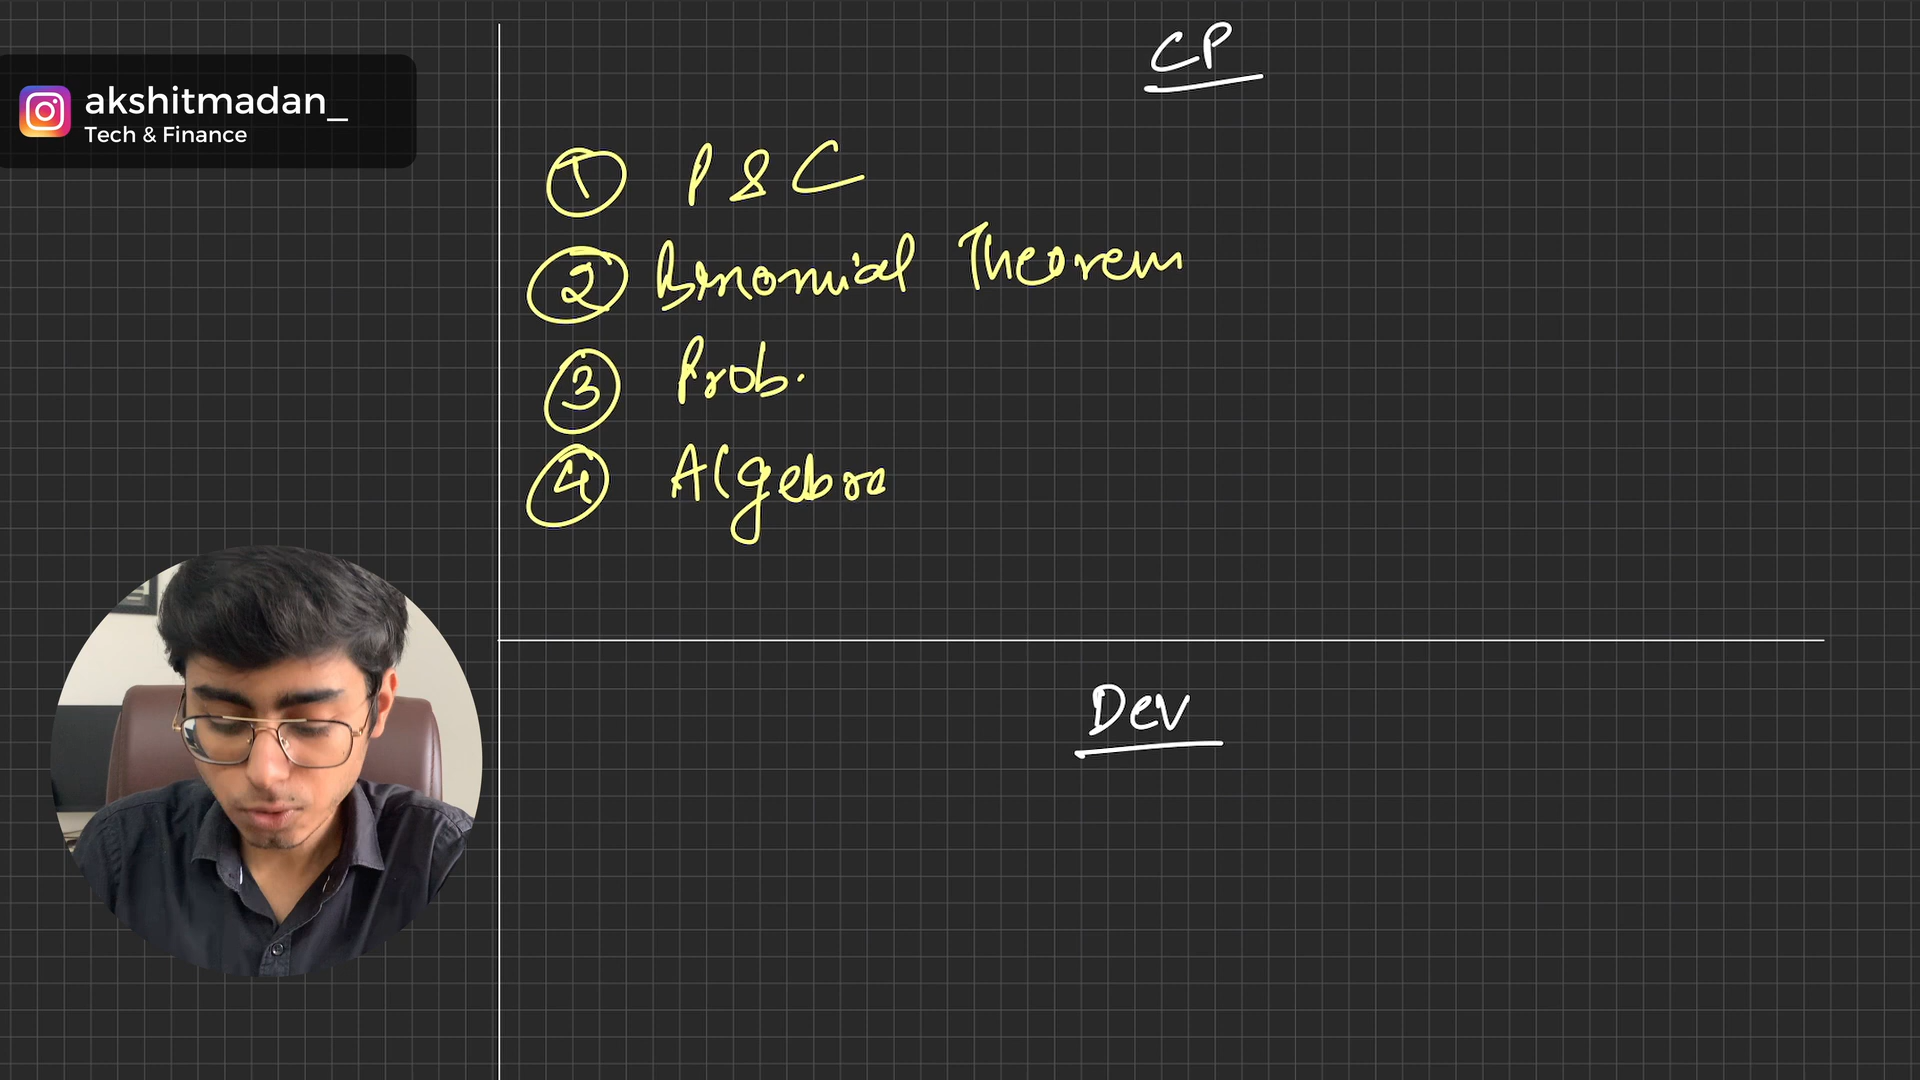 akshitmadan_
Tech & Finance
CP
1 P & C
2 Binomial Theorem
3 Prob.
4 Algebra
Dev